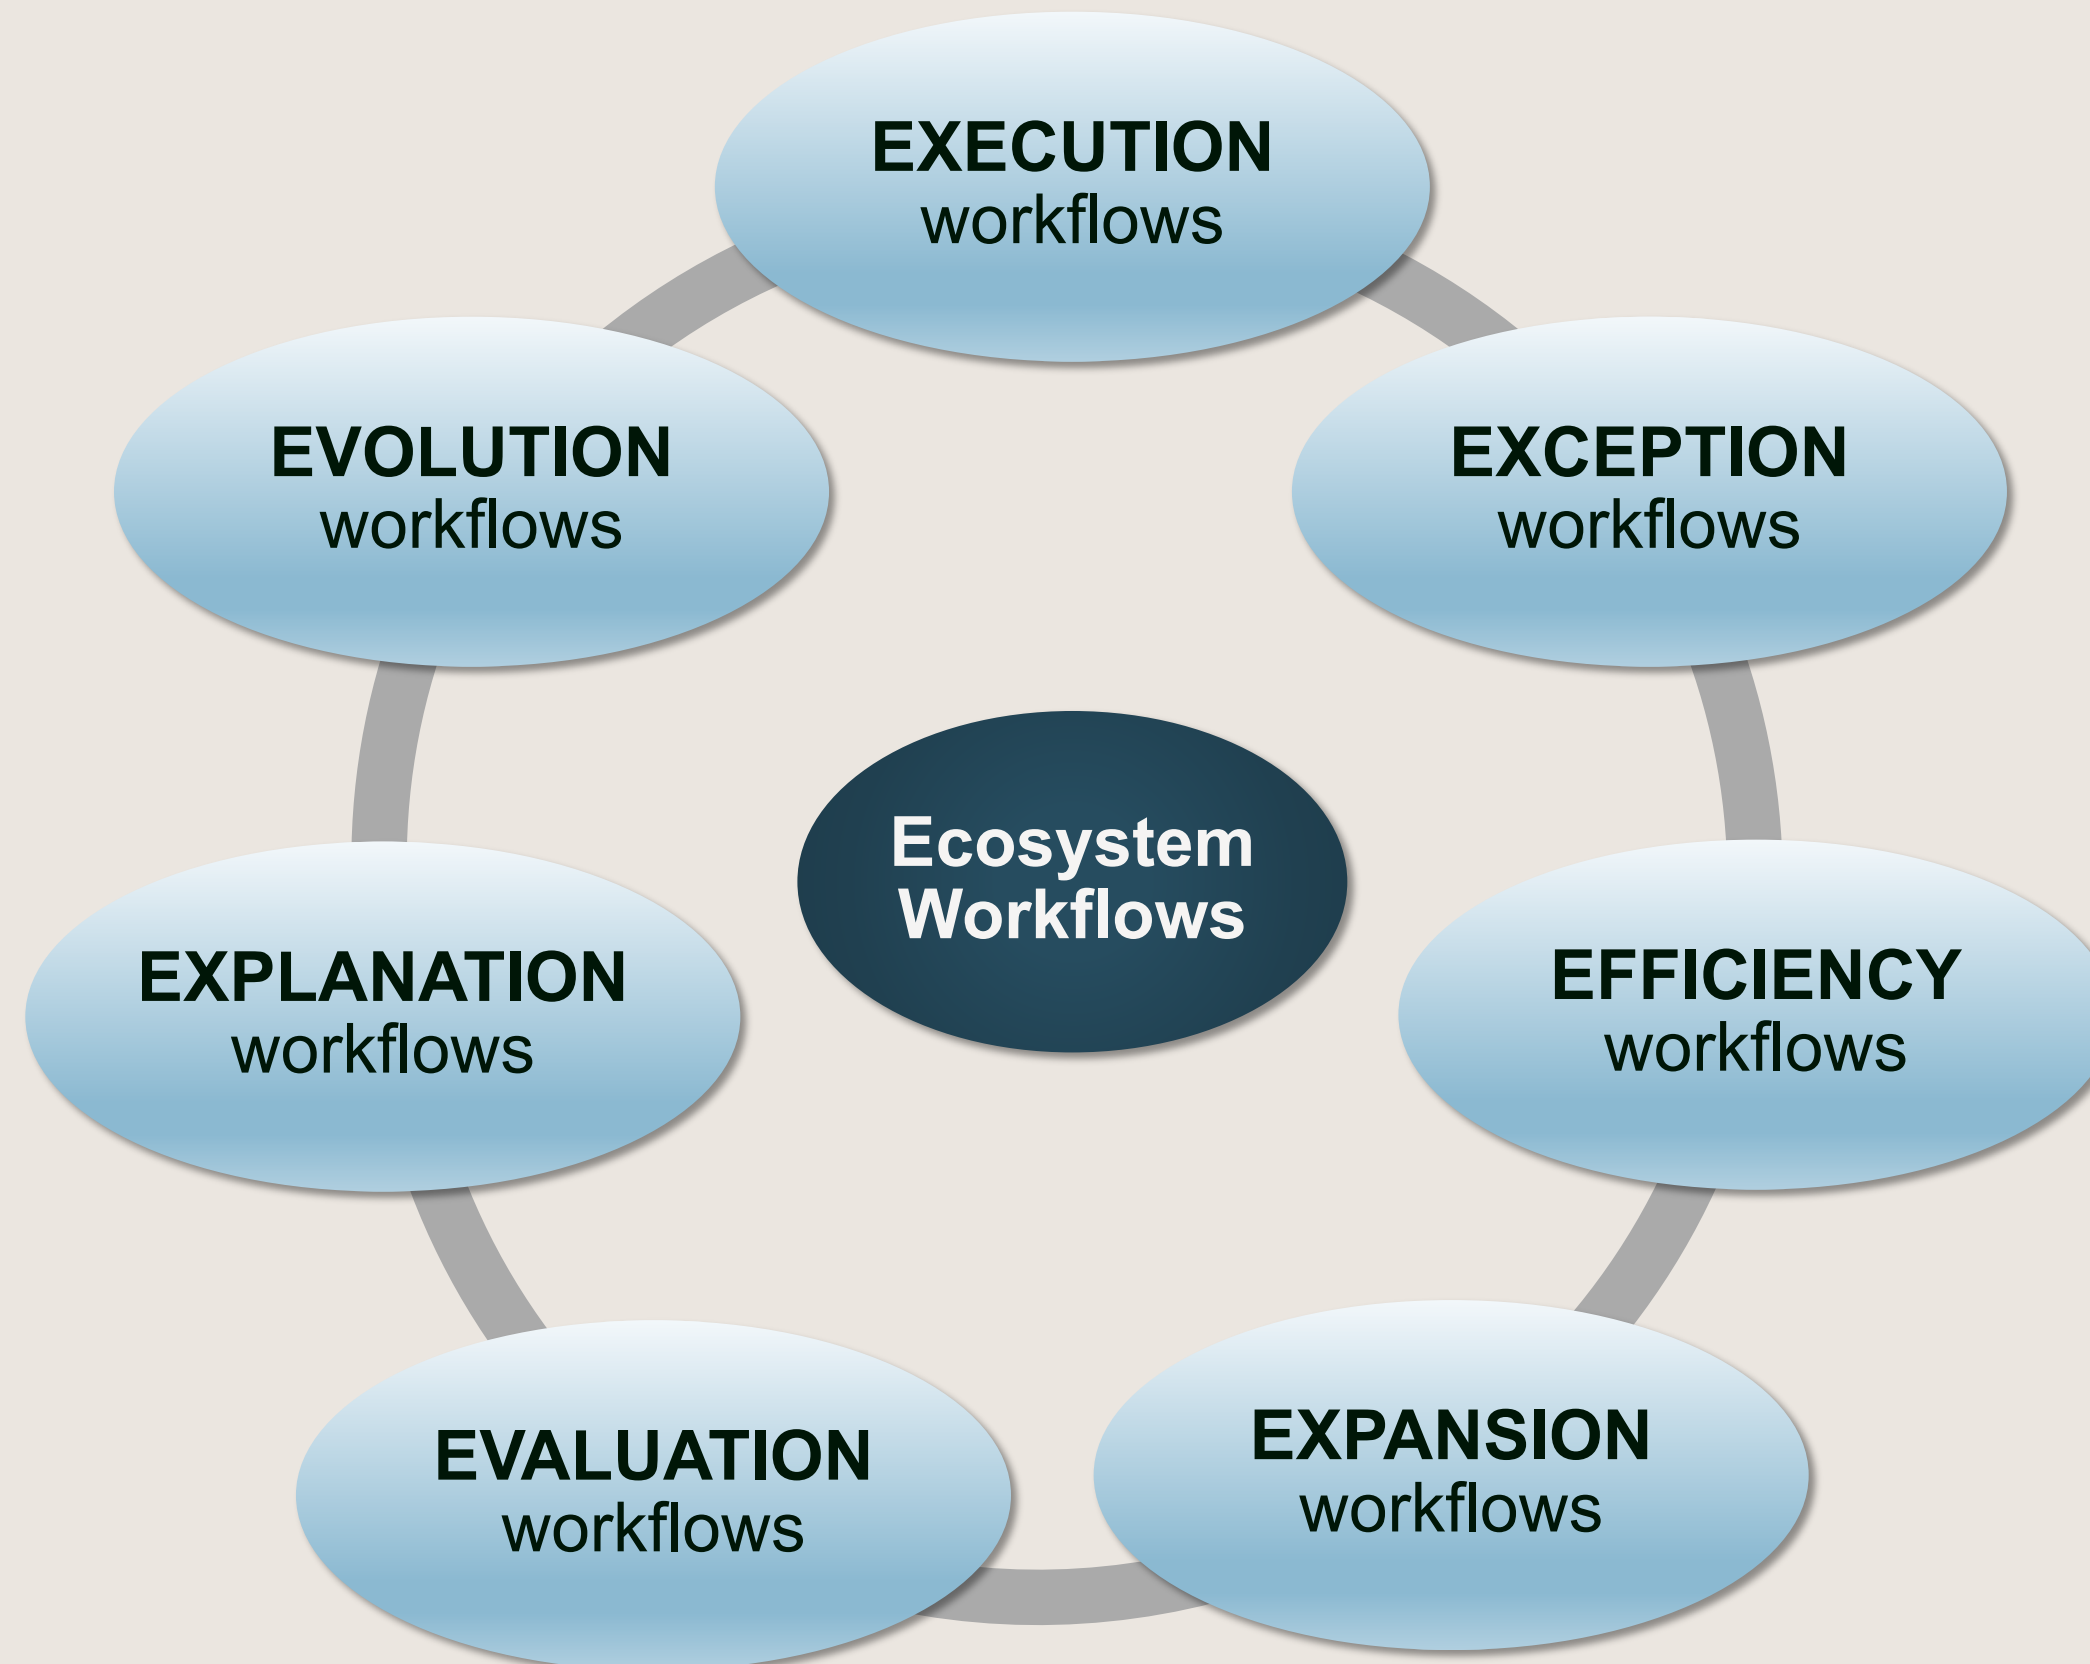 EXECUTION
workflows
EVOLUTION
workflows
EXCEPTION
workflows
Ecosystem
Workflows
EXPLANATION
workflows
EFFICIENCY
workflows
EVALUATION
workflows
EXPANSION
workflows